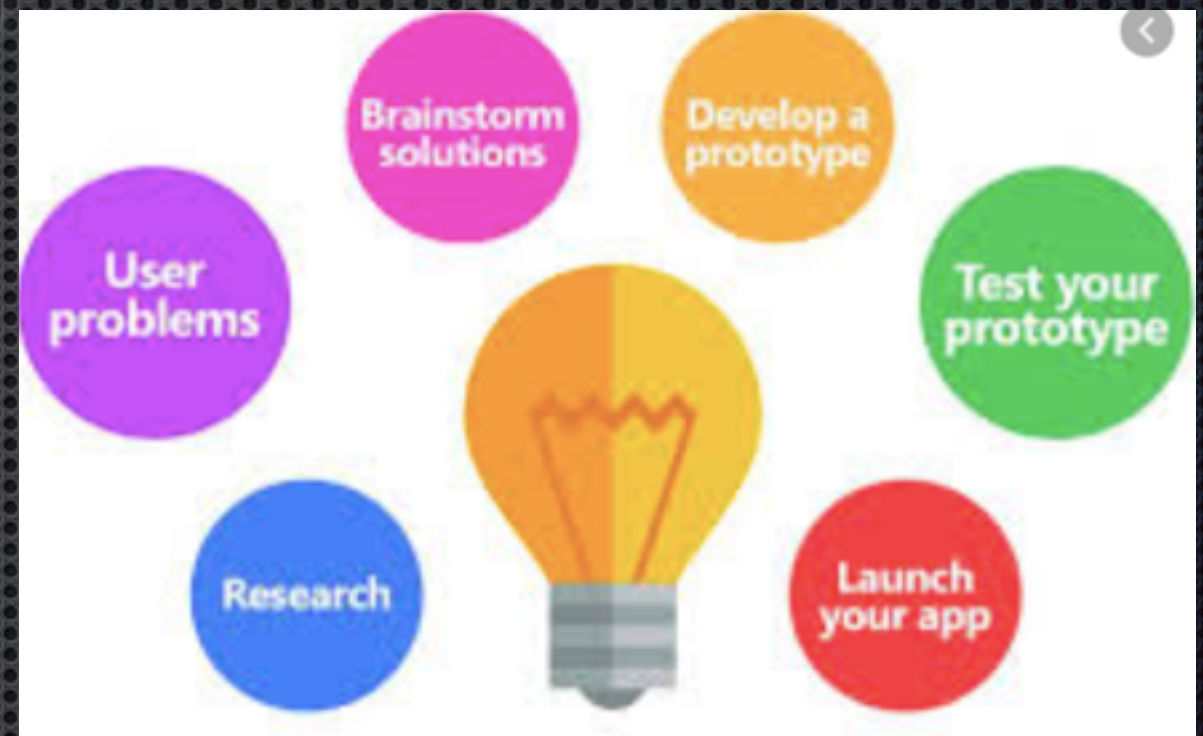 Brainstorm
solutions
Develop a
prototype
User
problems
Test your
prototype
Research
Launch
your app